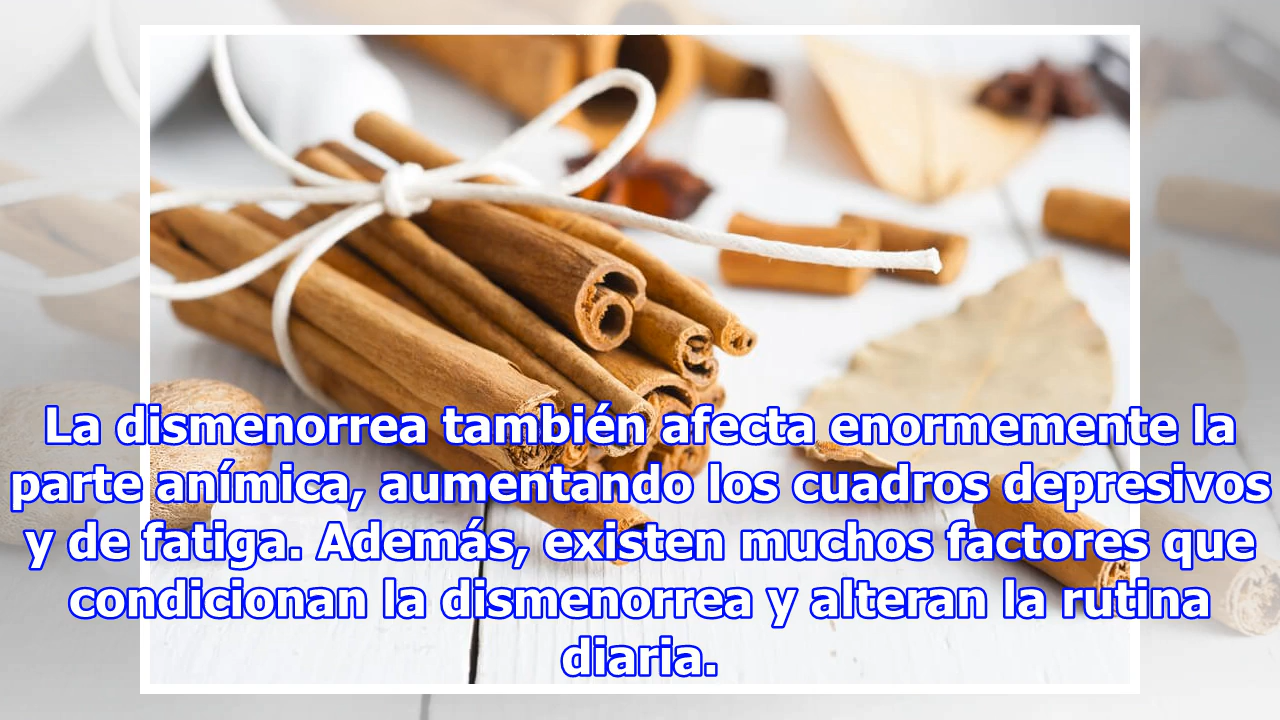 La dismenorrea también afecta enormemente la
parte anímica, aumentando los cuadros depresivos
y de fatiga. Además, existen muchos factores que
condicionan la dismenorrea y alteran la rutina
diaria.